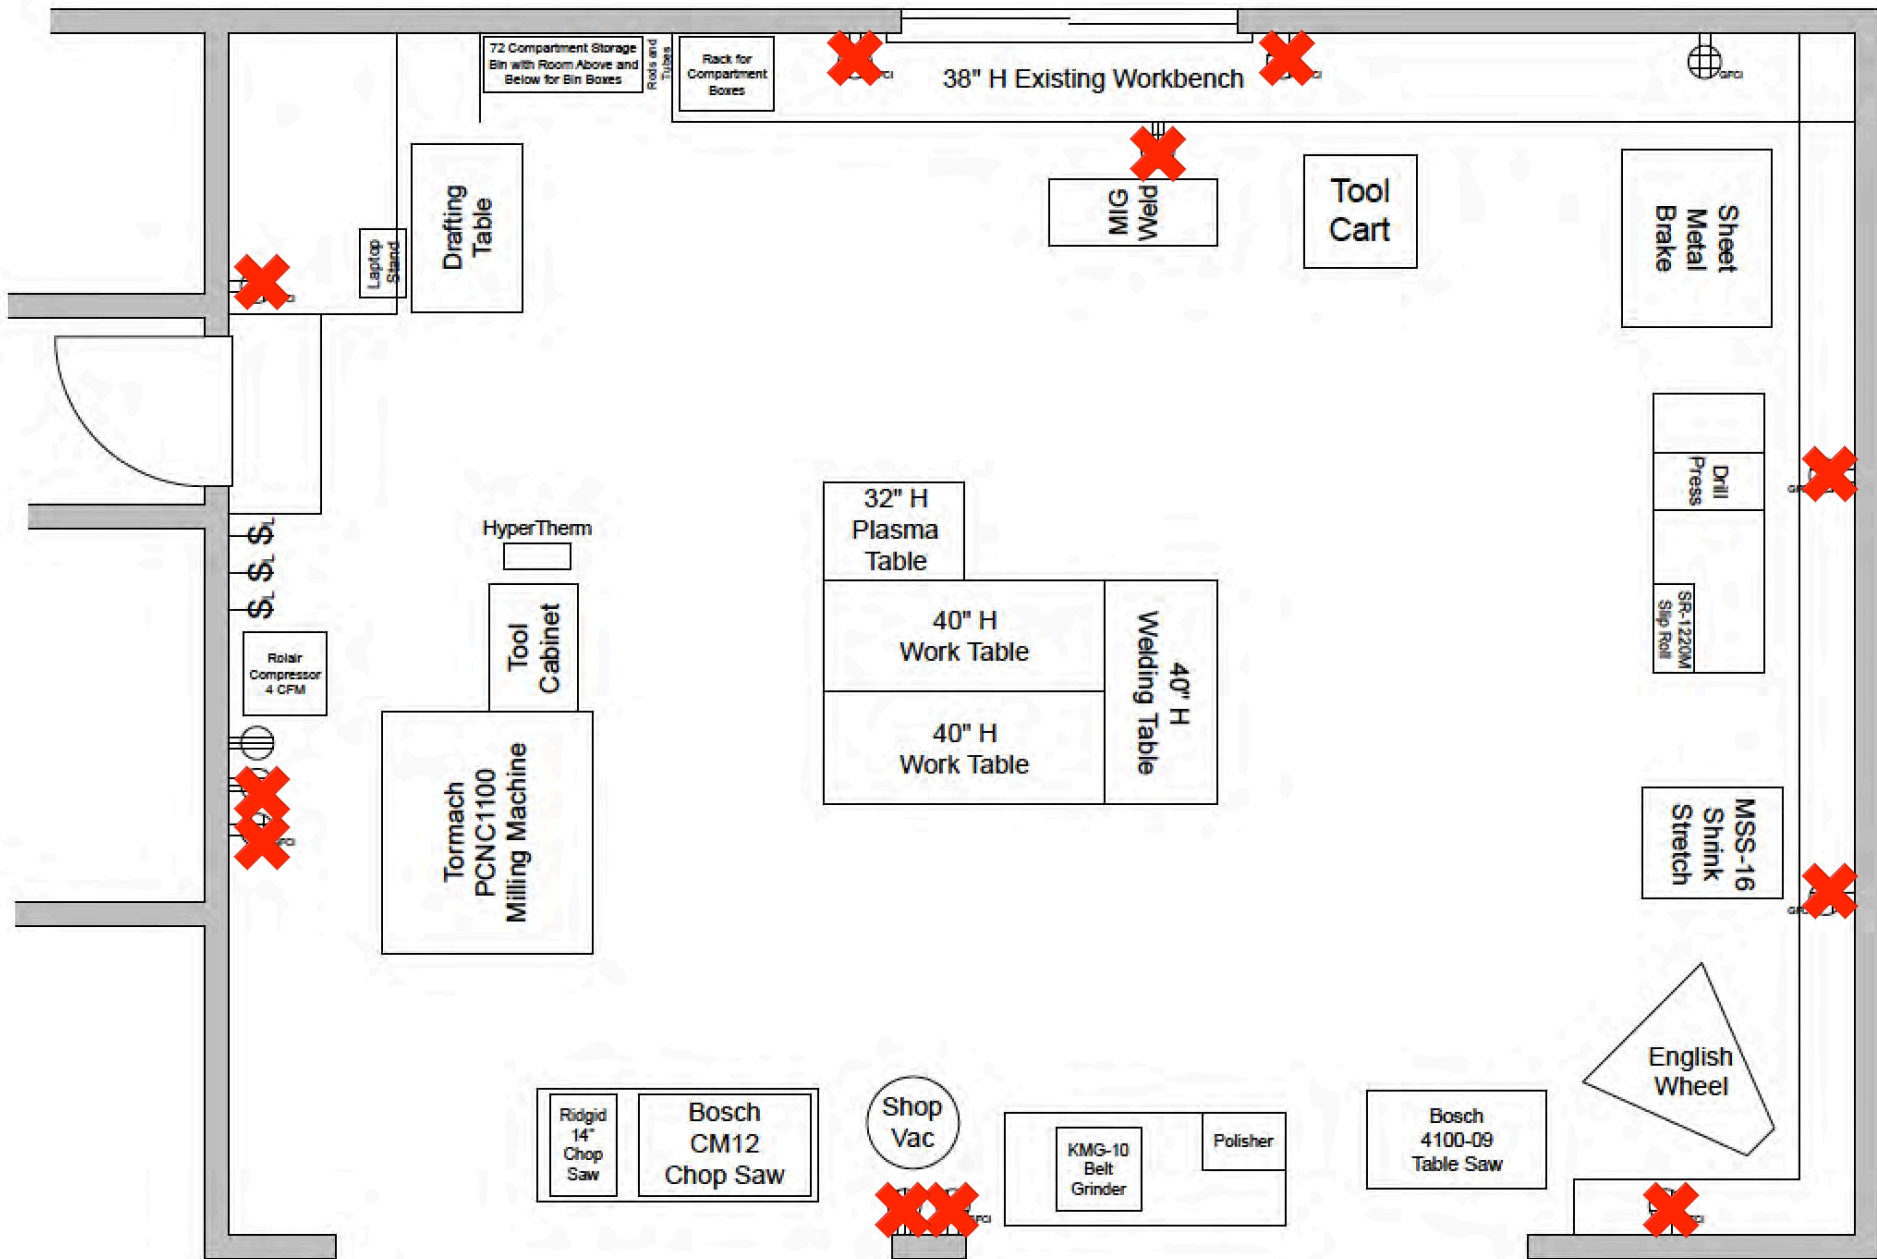 72 Compartment Storage
Bin with Room Above and
Below for Bin Boxes
Rods and
Tubes
Rack for
Compartment
Boxes
38" H Existing Workbench
GFCI
Drafting
Table
Laptop
Stand
MIG
Weld
Tool
Cart
Sheet
Metal
Brake
Drill
Press
SR-1220M
Slip Roll
HyperTherm
32" H
Plasma
Table
40" H
Work Table
40" H
Work Table
40" H
Welding Table
Tool
Cabinet
SL
SL
SL
Rolair
Compressor
4 CFM
Tormach
PCNC1100
Milling Machine
MSS-16
Shrink
Stretch
English
Wheel
Ridgid
14"
Chop
Saw
Bosch
CM12
Chop Saw
Shop
Vac
KMG-10
Belt
Grinder
Polisher
Bosch
4100-09
Table Saw